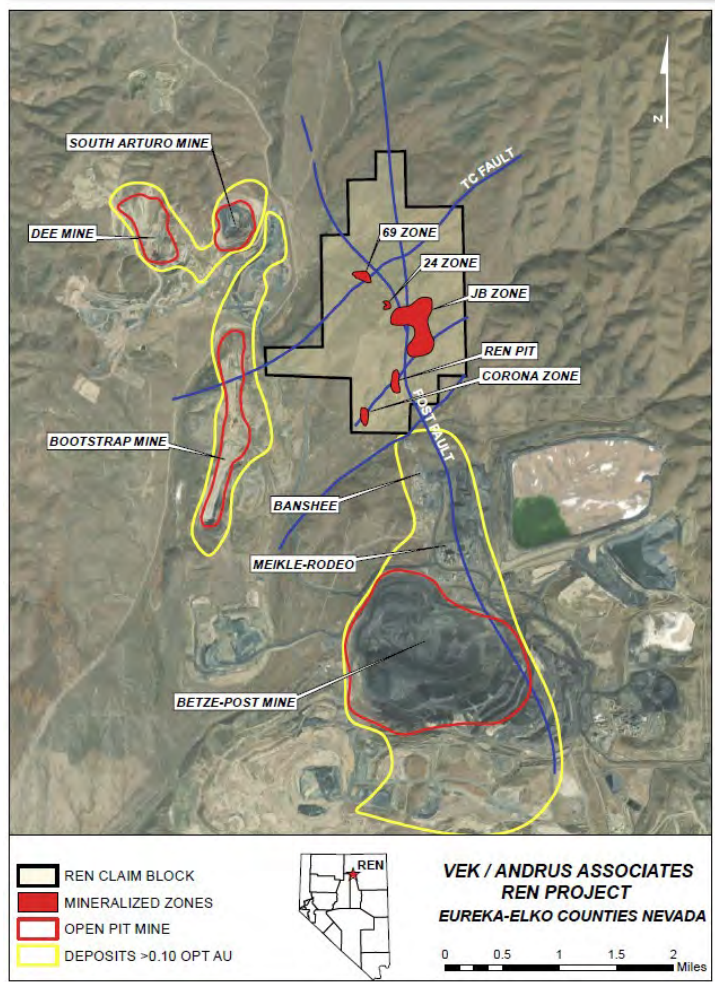 SOUTH ARTURO MINE
N
TC FAULT
DEE MINE
69 ZONE
24 ZONE
JB ZONE
REN PIT
CORONA ZONE
POST FAULT
BOOTSTRAP MINE
BANSHEE
MEIKLE-RODEO
BETZE-POST MINE
REN CLAIM BLOCK
MINERALIZED ZONES
OPEN PIT MINE
DEPOSITS >0.10 OPT AU
REN
VEK / ANDRUS ASSOCIATES
REN PROJECT
EUREKA-ELKO COUNTIES NEVADA
0 0.5 1 1.5 2
Miles